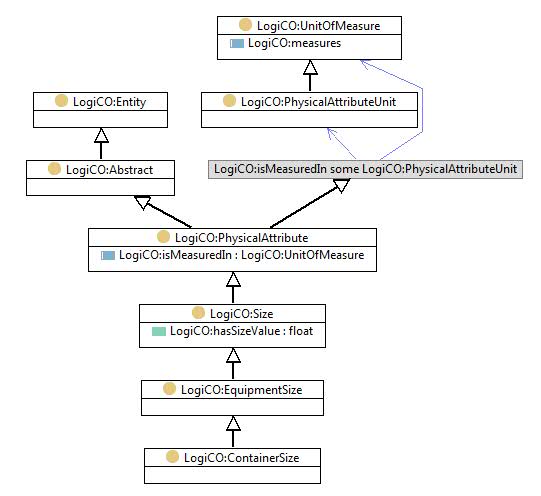 LogiCO:UnitOfMeasure
LogiCO:measures
LogiCO:Entity
LogiCO:PhysicalAttributeUnit
LogiCO:Abstract
LogiCO:isMeasuredIn some LogiCO:PhysicalAttributeUnit
LogiCO:PhysicalAttribute
LogiCO:isMeasuredIn : LogiCO:UnitOfMeasure
LogiCO:Size
LogiCO:hasSizeValue : float
LogiCO:EquipmentSize
LogiCO:ContainerSize